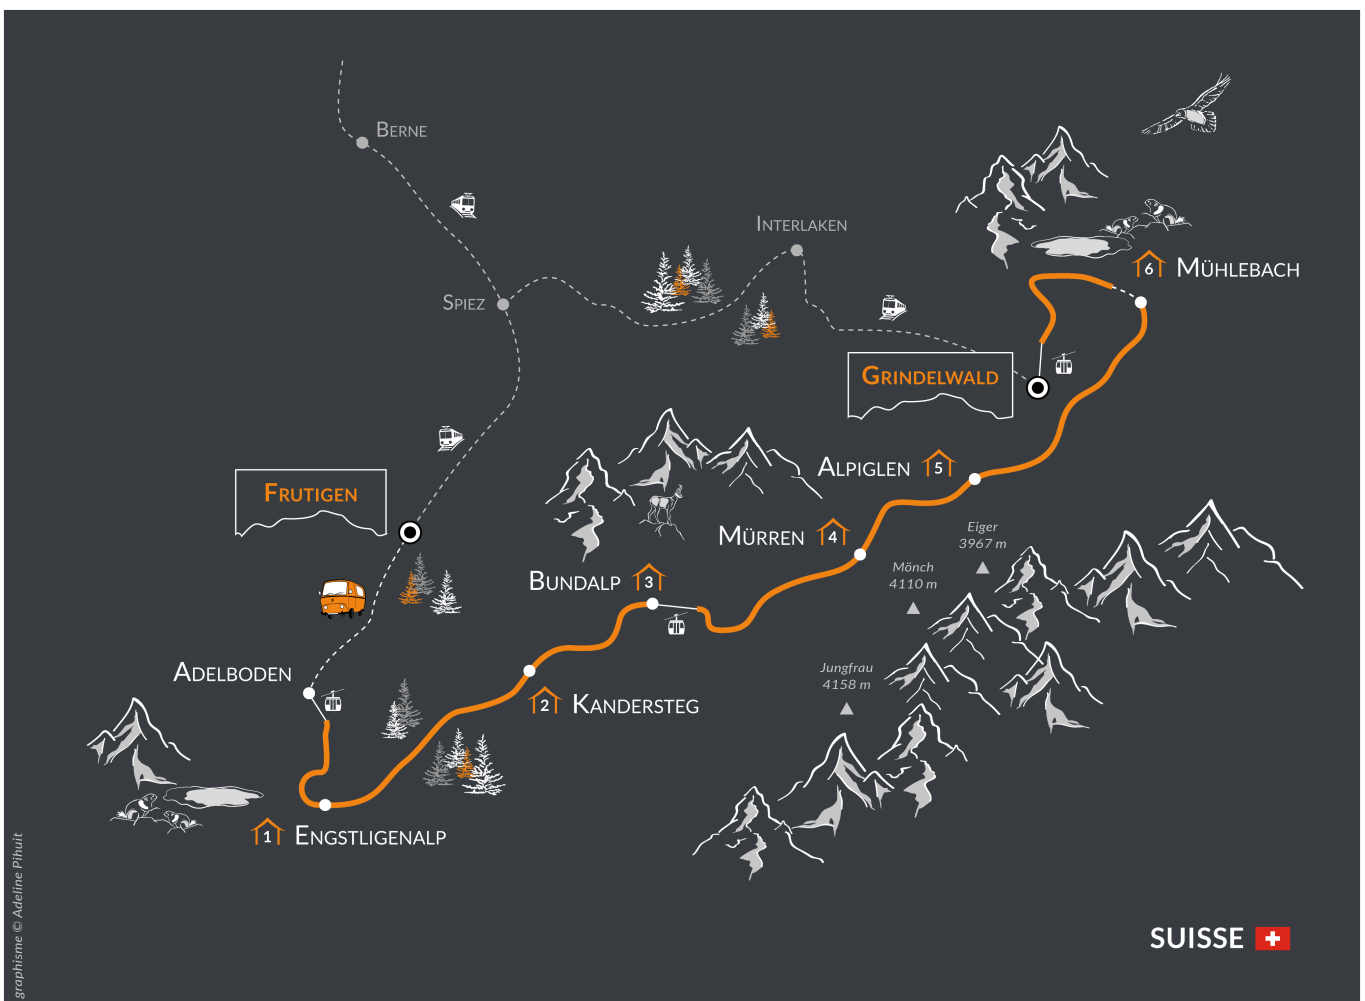 BERNE
INTERLAKEN
6 MÜHLEBACH
SPIEZ
GRINDELWALD
ALPIGLEN 5
FRUTIGEN
Eiger
3967 m
MÜRREN 4
Mönch
4110 m
BUNDALP 3
ADELBODEN
Jungfrau
4158 m
2 KANDERSTEG
1 ENGSTLIGENALP
graphisme © Adeline Pihuit
SUISSE